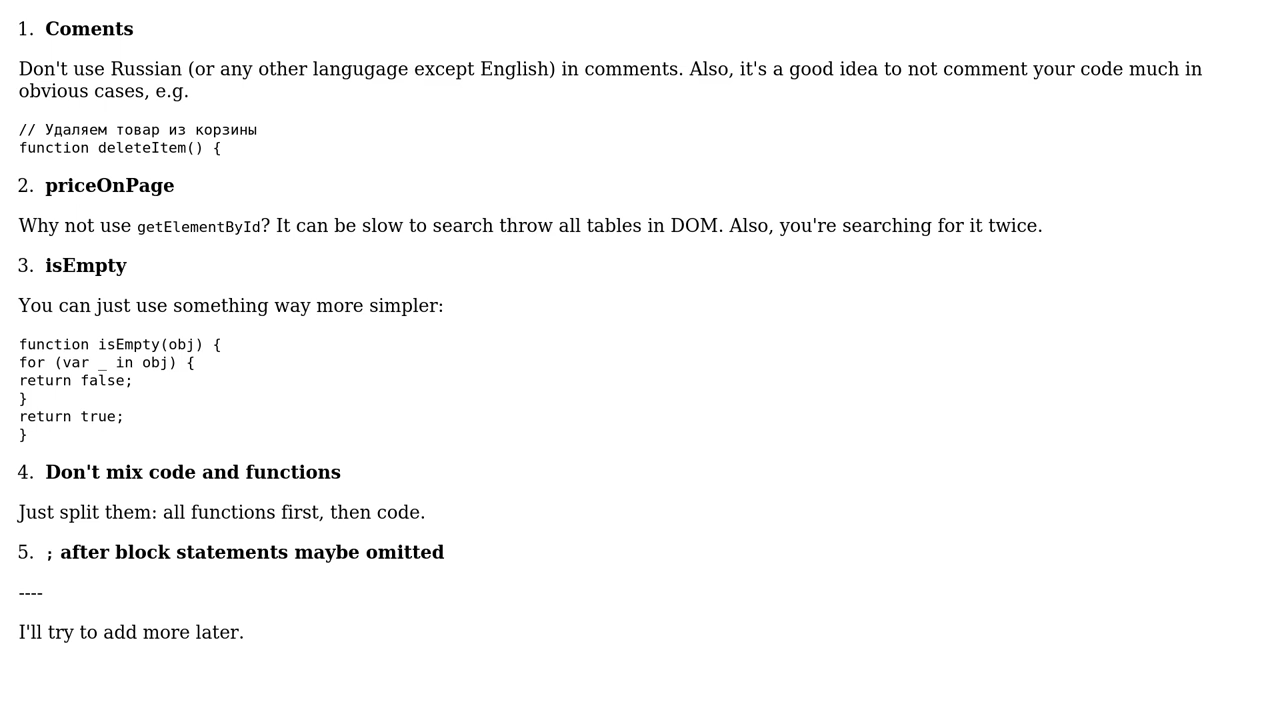 1. Coments
Don't use Russian (or any other langugage except English) in comments. Also, it's a good idea to not comment your code much in
obvious cases, e.g.
// Удаляем товар из корзины
function deleteItem() {
2. priceOnPage
Why not use getElementById? It can be slow to search throw all tables in DOM. Also, you're searching for it twice.
3. isEmpty
You can just use something way more simpler:
function isEmpty(obj) {
for (var _ in obj) {
return false;
}
return true;
}
4. Don't mix code and functions
Just split them: all functions first, then code.
5. ; after block statements maybe omitted
----
I'll try to add more later.